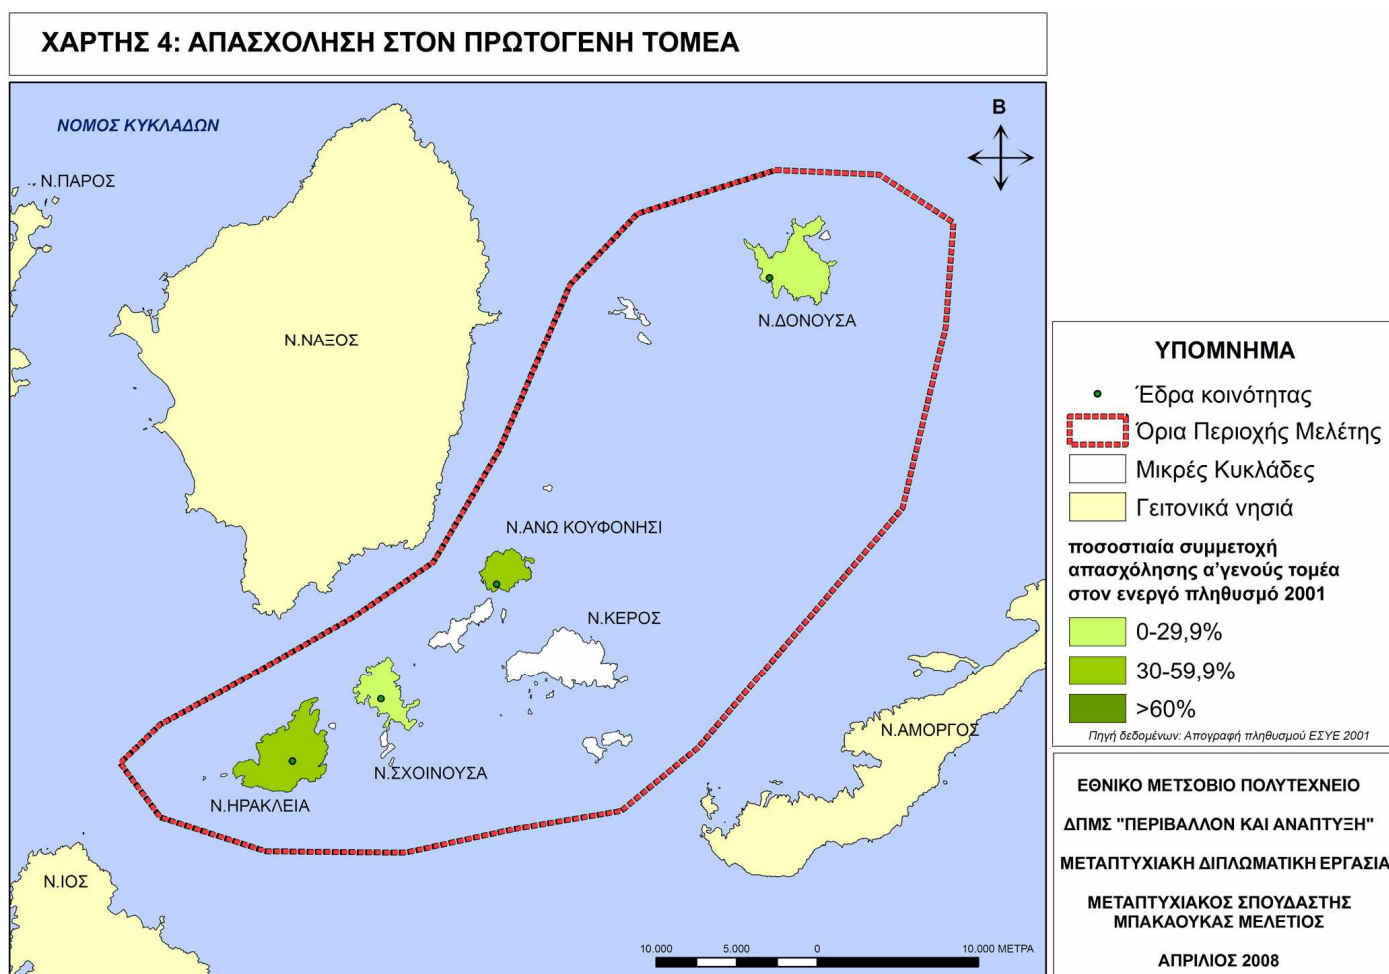 ΧΑΡΤΗΣ 4: ΑΠΑΣΧΟΛΗΣΗ ΣΤΟΝ ΠΡΩΤΟΓΕΝΗ ΤΟΜΕΑ
ΝΟΜΟΣ ΚΥΚΛΑΔΩΝ
Β
Ν.ΠΑΡΟΣ
Ν.ΔΟΝΟΥΣΑ
Ν.ΝΑΞΟΣ
Ν.ΑΝΩ ΚΟΥΦΟΝΗΣΙ
Ν.ΚΕΡΟΣ
Ν.ΑΜΟΡΓΟΣ
Ν.ΣΧΟΙΝΟΥΣΑ
Ν.ΗΡΑΚΛΕΙΑ
Ν.ΙΟΣ
10.000 5.000 0 10.000 ΜΕΤΡΑ
ΥΠΟΜΝΗΜΑ
Έδρα κοινότητας
Όρια Περιοχής Μελέτης
Μικρές Κυκλάδες
Γειτονικά νησιά
ποσοστιαία συμμετοχή
απασχόλησης α'γενούς τομέα
στον ενεργό πληθυσμό 2001
0-29,9%
30-59,9%
>60%
Πηγή δεδομένων: Απογραφή πληθυσμού ΕΣΥΕ 2001
ΕΘΝΙΚΟ ΜΕΤΣΟΒΙΟ ΠΟΛΥΤΕΧΝΕΙΟ
ΔΠΜΣ "ΠΕΡΙΒΑΛΛΟΝ ΚΑΙ ΑΝΑΠΤΥΞΗ"
ΜΕΤΑΠΤΥΧΙΑΚΗ ΔΙΠΛΩΜΑΤΙΚΗ ΕΡΓΑΣΙΑ
ΜΕΤΑΠΤΥΧΙΑΚΟΣ ΣΠΟΥΔΑΣΤΗΣ
ΜΠΑΚΑΟΥΚΑΣ ΜΕΛΕΤΙΟΣ
ΑΠΡΙΛΙΟΣ 2008